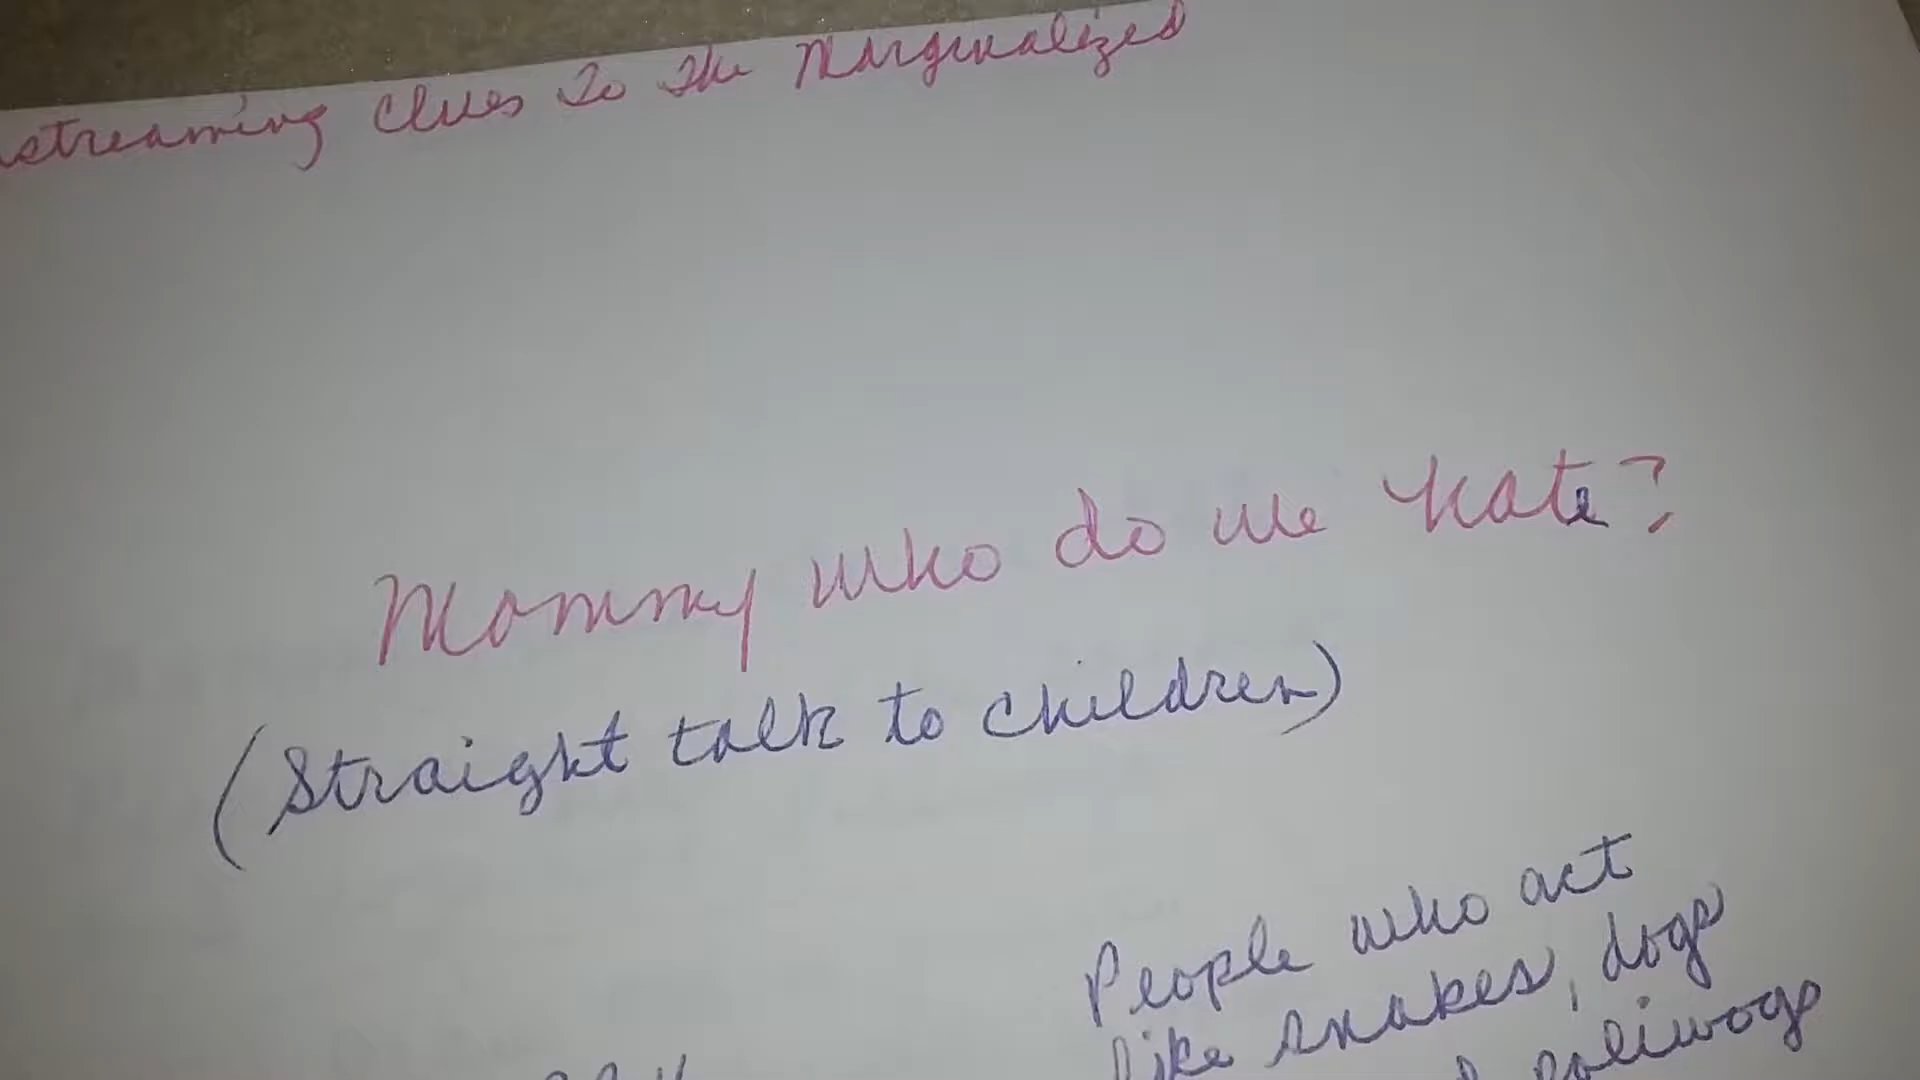 streaming clues To The Marginalized
Mommy who do we hate?
(Straight talk to children)
People who act
like snakes, dogs
poliwogs